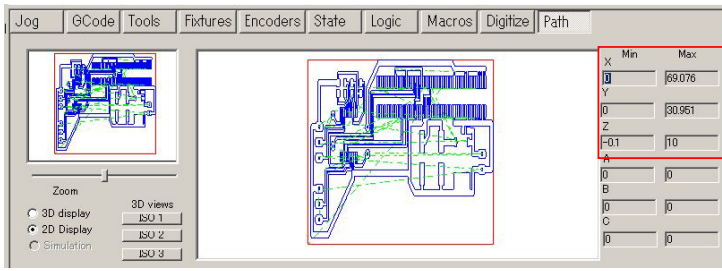 Jog GCode Tools Fixtures Encoders State Logic Macros Digitize Path
Min Max
X
0 69.076
Y
0 30.951
Z
-0.1 10
A
0 0
B
0 0
C
0 0
Zoom
3D display
2D Display
Simulation
3D views
ISO 1
ISO 2
ISO 3